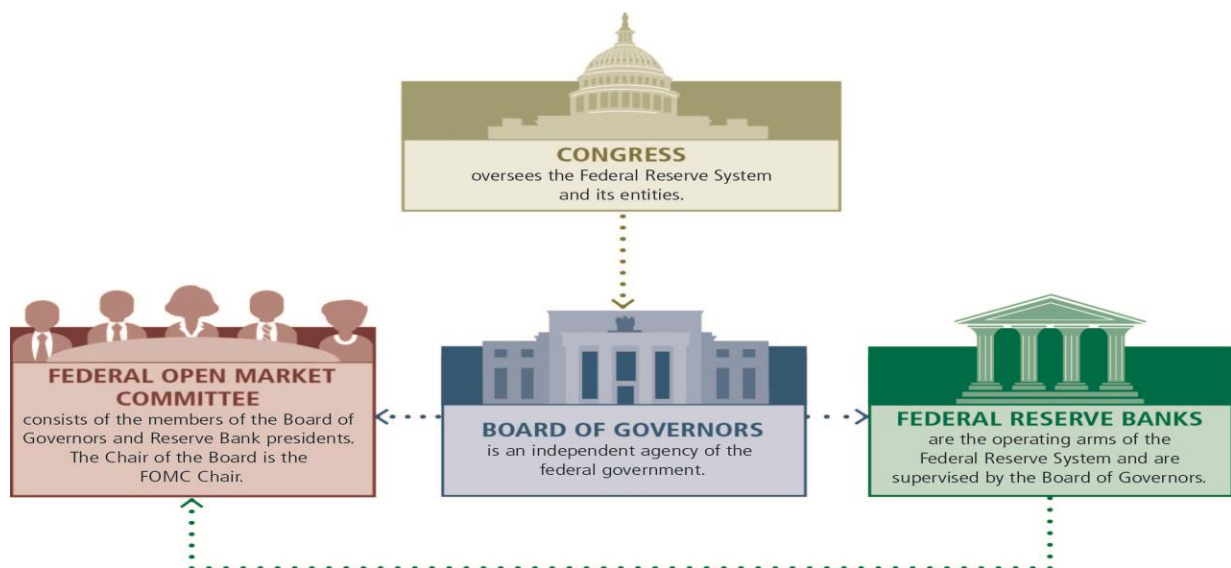 CONGRESS
oversees the Federal Reserve System
and its entities.
FEDERAL OPEN MARKET
COMMITTEE
consists of the members of the Board of
Governors and Reserve Bank presidents.
The Chair of the Board is the
FOMC Chair.
BOARD OF GOVERNORS
is an independent agency of the
federal government.
FEDERAL RESERVE BANKS
are the operating arms of the
Federal Reserve System and are
supervised by the Board of Governors.